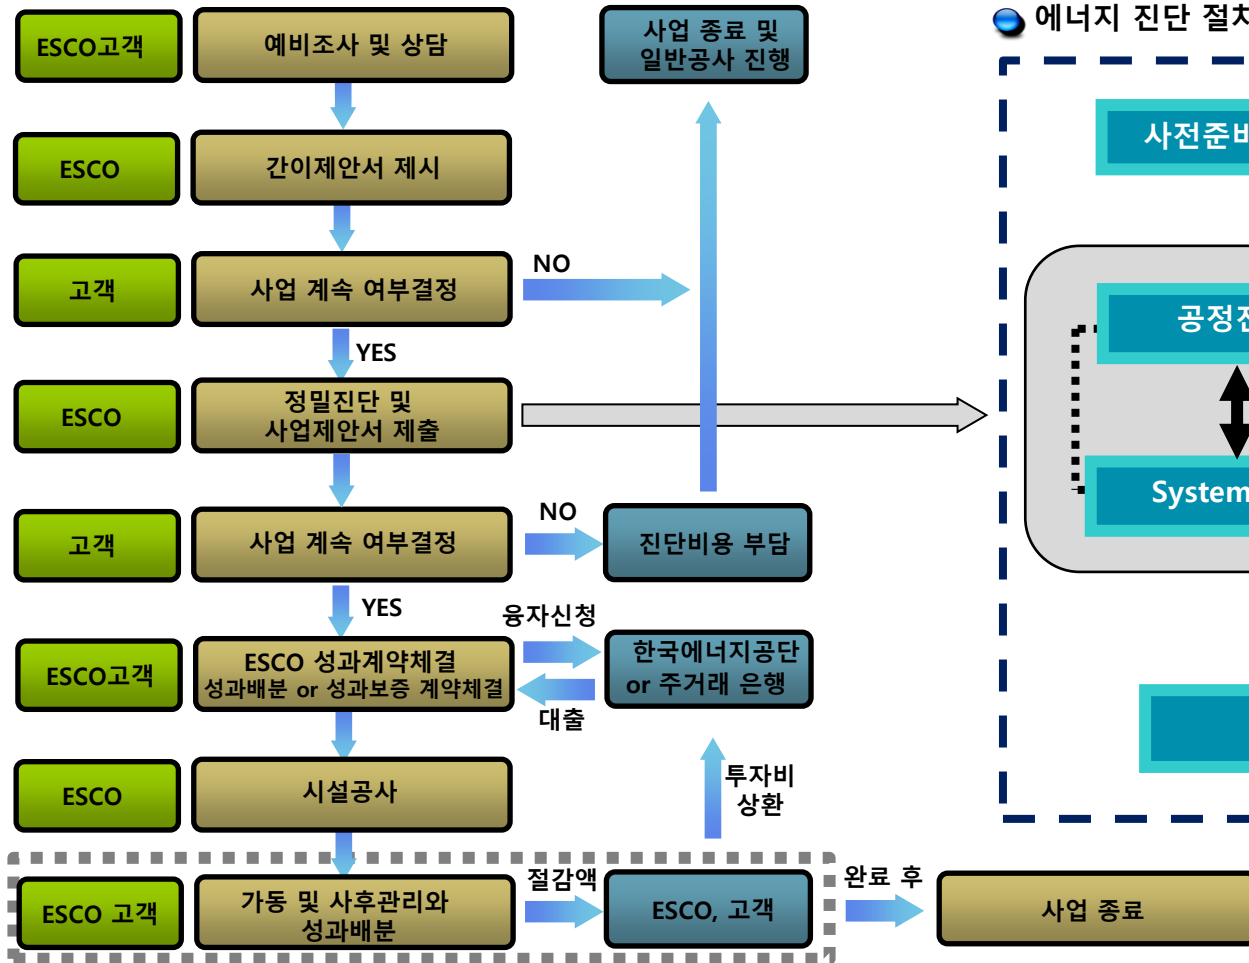 ESCO고객
예비조사 및 상담
사업 종료 및
일반공사 진행
에너지 진단 절차
ESCO
간이제안서 제시
사전준비
고객
사업 계속 여부결정
NO
YES
공정진
ESCO
정밀진단 및
사업제안서 제출
System
고객
사업 계속 여부결정
NO
진단비용 부담
YES
융자신청
ESCO고객
ESCO 성과계약체결
성과배분 or 성과보증 계약체결
한국에너지공단
or 주거래 은행
대출
ESCO
시설공사
투자비
상환
ESCO 고객
가동 및 사후관리와
성과배분
절감액
ESCO, 고객
완료 후
사업 종료